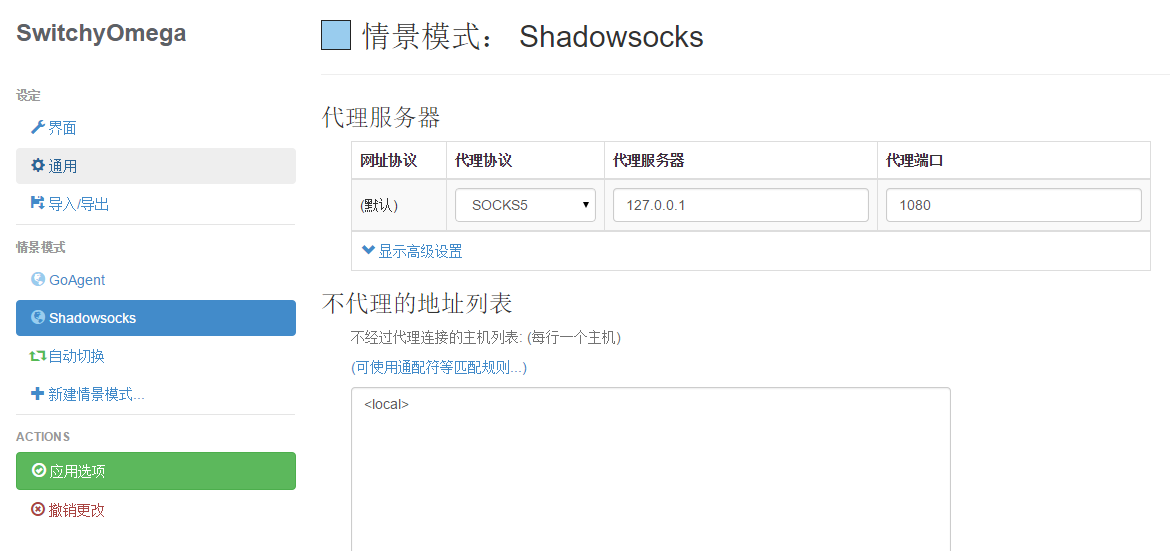 SwitchyOmega
设定
界面
通用
导入/导出
情景模式
GoAgent
Shadowsocks
自动切换
新建情景模式...
ACTIONS
应用选项
撤销更改
情景模式： Shadowsocks
代理服务器
网址协议 代理协议 代理服务器 代理端口
(默认) SOCKS5 127.0.0.1 1080
显示高级设置
不代理的地址列表
不经过代理连接的主机列表: (每行一个主机)
(可使用通配符等匹配规则...)
<local>